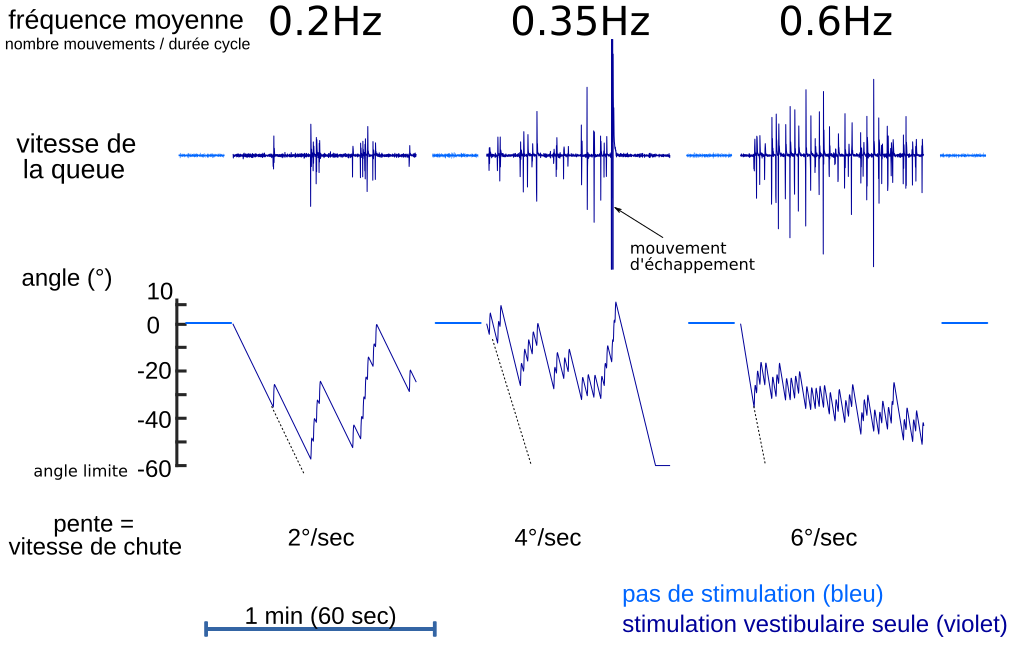 fréquence moyenne
nombre mouvements / durée cycle
0.2Hz
0.35Hz
0.6Hz
vitesse de
la queue
mouvement
d'échappement
angle (°)
10
0
-20
-40
-60
angle limite
pente =
vitesse de chute
2°/sec
4°/sec
6°/sec
1 min (60 sec)
pas de stimulation (bleu)
stimulation vestibulaire seule (violet)